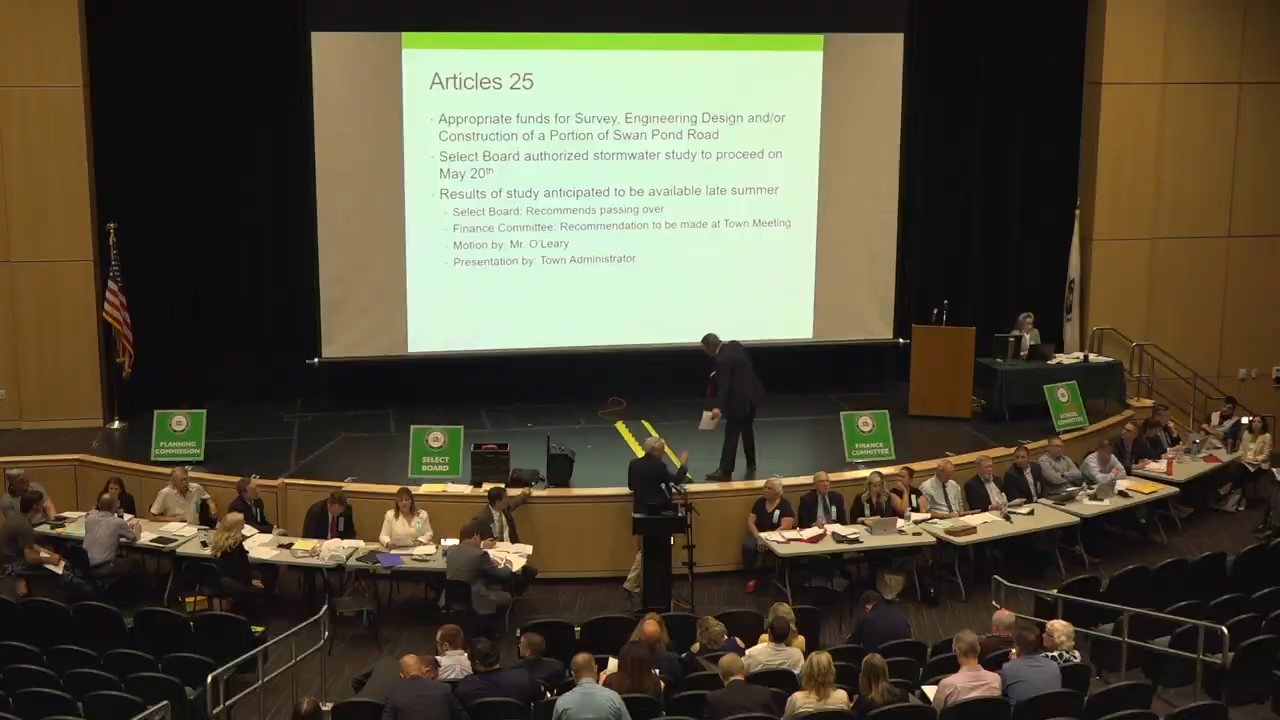 Articles 25
· Appropriate funds for Survey, Engineering Design and/or
Construction of a Portion of Swan Pond Road
· Select Board authorized stormwater study to proceed on
May 20th
· Results of study anticipated to be available late summer
· Select Board: Recommends passing over
· Finance Committee: Recommendation to be made at Town Meeting
· Motion by: Mr. O'Leary
· Presentation by: Town Administrator
PLANNING
COMMISSION
SELECT
BOARD
FINANCE
COMMITTEE
SCHOOL
COMMITTEE